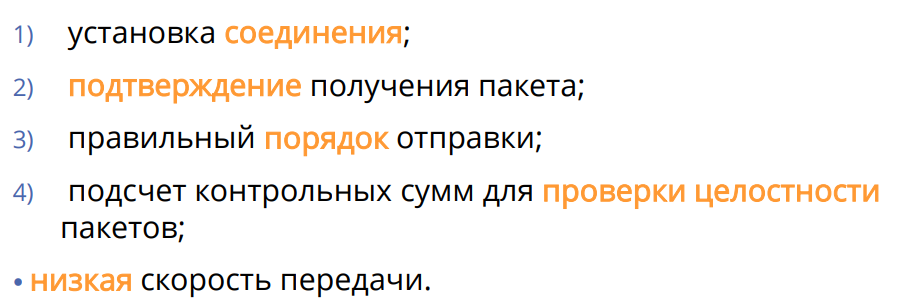 1) установка соединения;
2) подтверждение получения пакета;
3) правильный порядок отправки;
4) подсчет контрольных сумм для проверки целостности
пакетов;
• низкая скорость передачи.